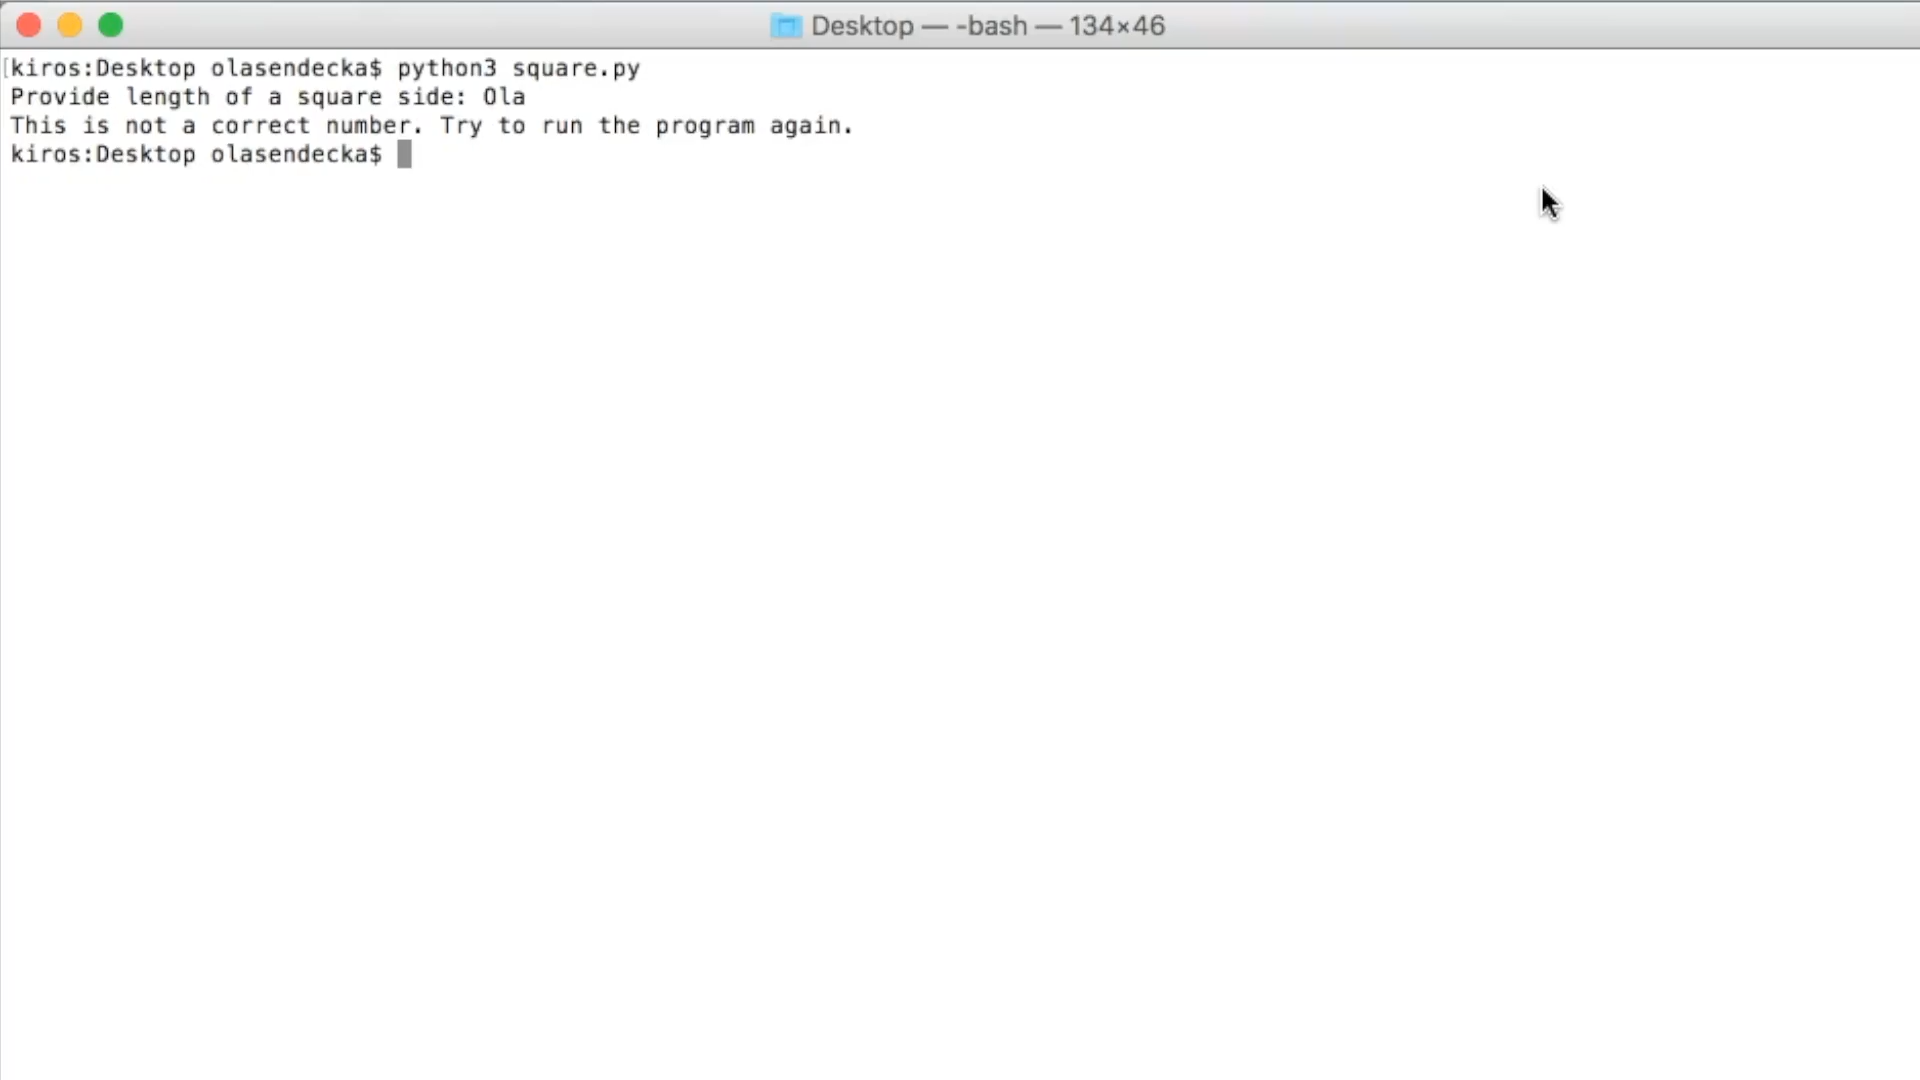 Desktop — -bash — 134×46
kiros:Desktop olasendecka$ python3 square.py
Provide length of a square side: Ola
This is not a correct number. Try to run the program again.
kiros:Desktop olasendecka$